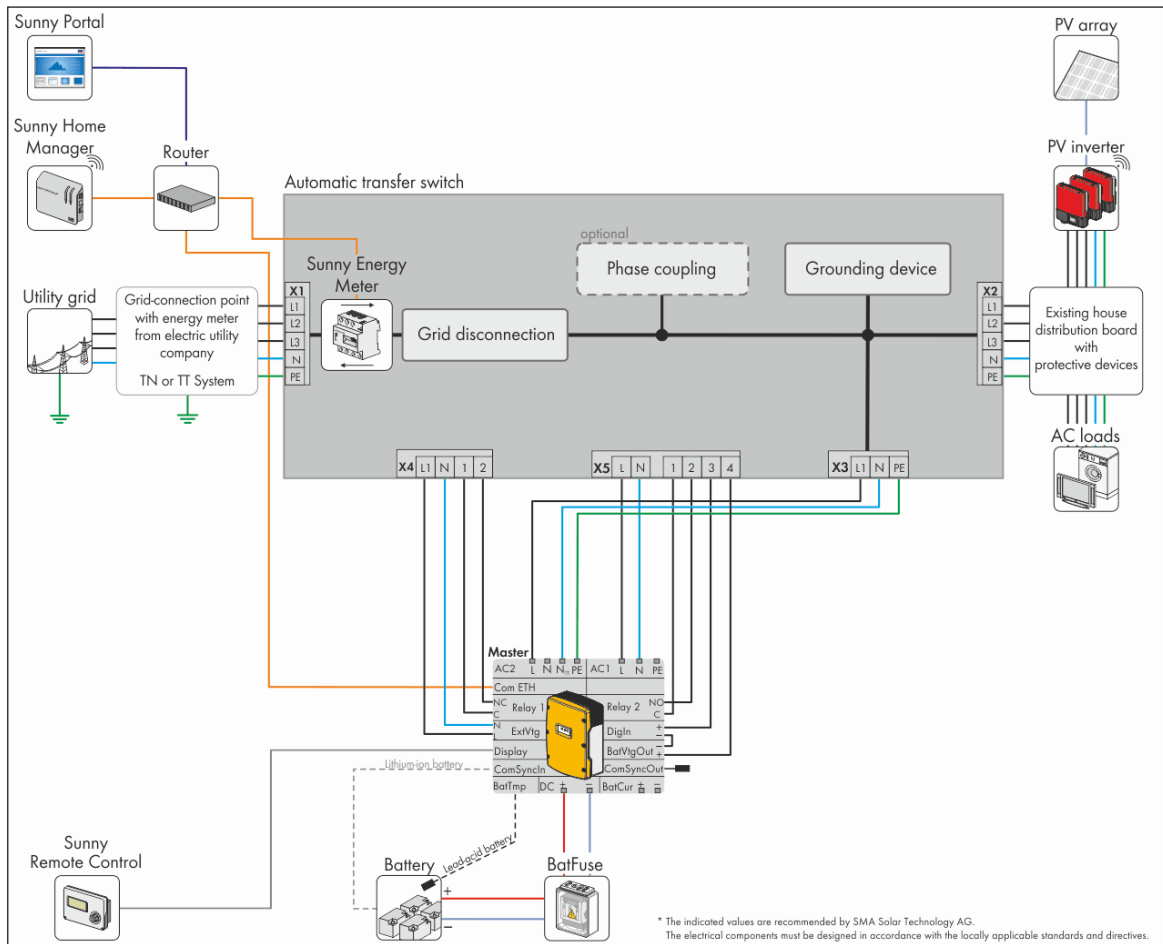 Sunny Portal
PV array
Sunny Home
Manager
Router
PV inverter
Automatic transfer switch
optional
Phase coupling
Grounding device
Sunny Energy
Meter
Utility grid
Grid-connection point
with energy meter
from electric utility
company
TN or TT System
X1
L1
L2
L3
N
PE
Grid disconnection
X2
L1
L2
L3
N
PE
Existing house
distribution board
with
protective devices
AC loads
X4 L1 N 1 2
X5 L N 1 2 3 4
X3 L1 N PE
Master
AC2 L N NTT PE AC1 L N PE
Com ETH
NC Relay 1 C
Relay 2 NO C
N ExtVtg
DigIn + −
Display
BatVtgOut − +
Lithium-ion battery
ComSyncIn
ComSyncOut
BatTmp DC + − BatCur + −
Lead-acid battery
Sunny
Remote Control
Battery
+
−
BatFuse
* The indicated values are recommended by SMA Solar Technology AG.
The electrical components must be designed in accordance with the locally applicable standards and directives.